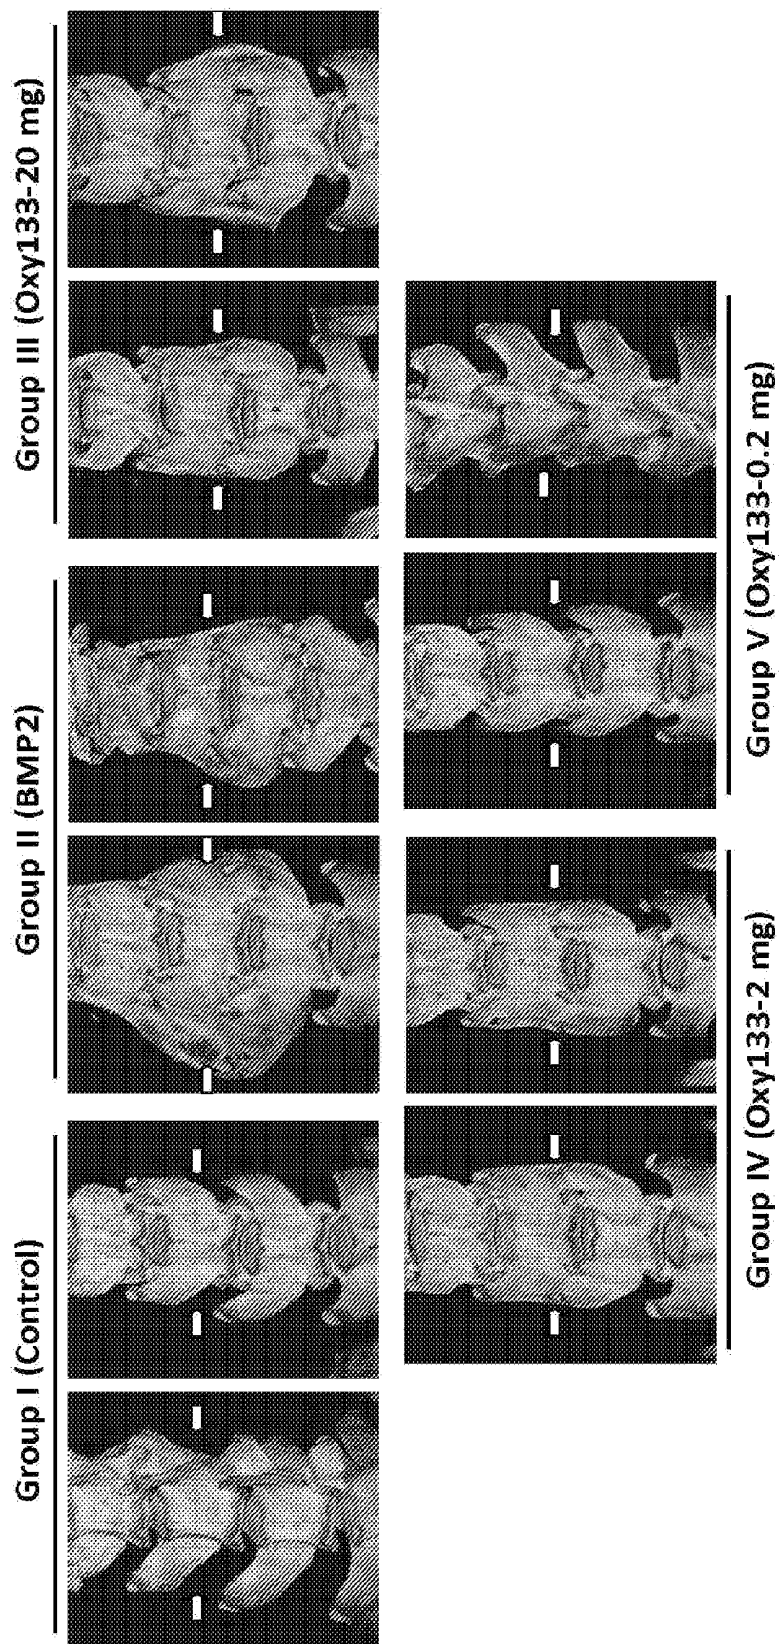 Group I (Control)
Group II (BMP2)
Group III (Oxy133-20 mg)
Group IV (Oxy133-2 mg)
Group V (Oxy133-0.2 mg)